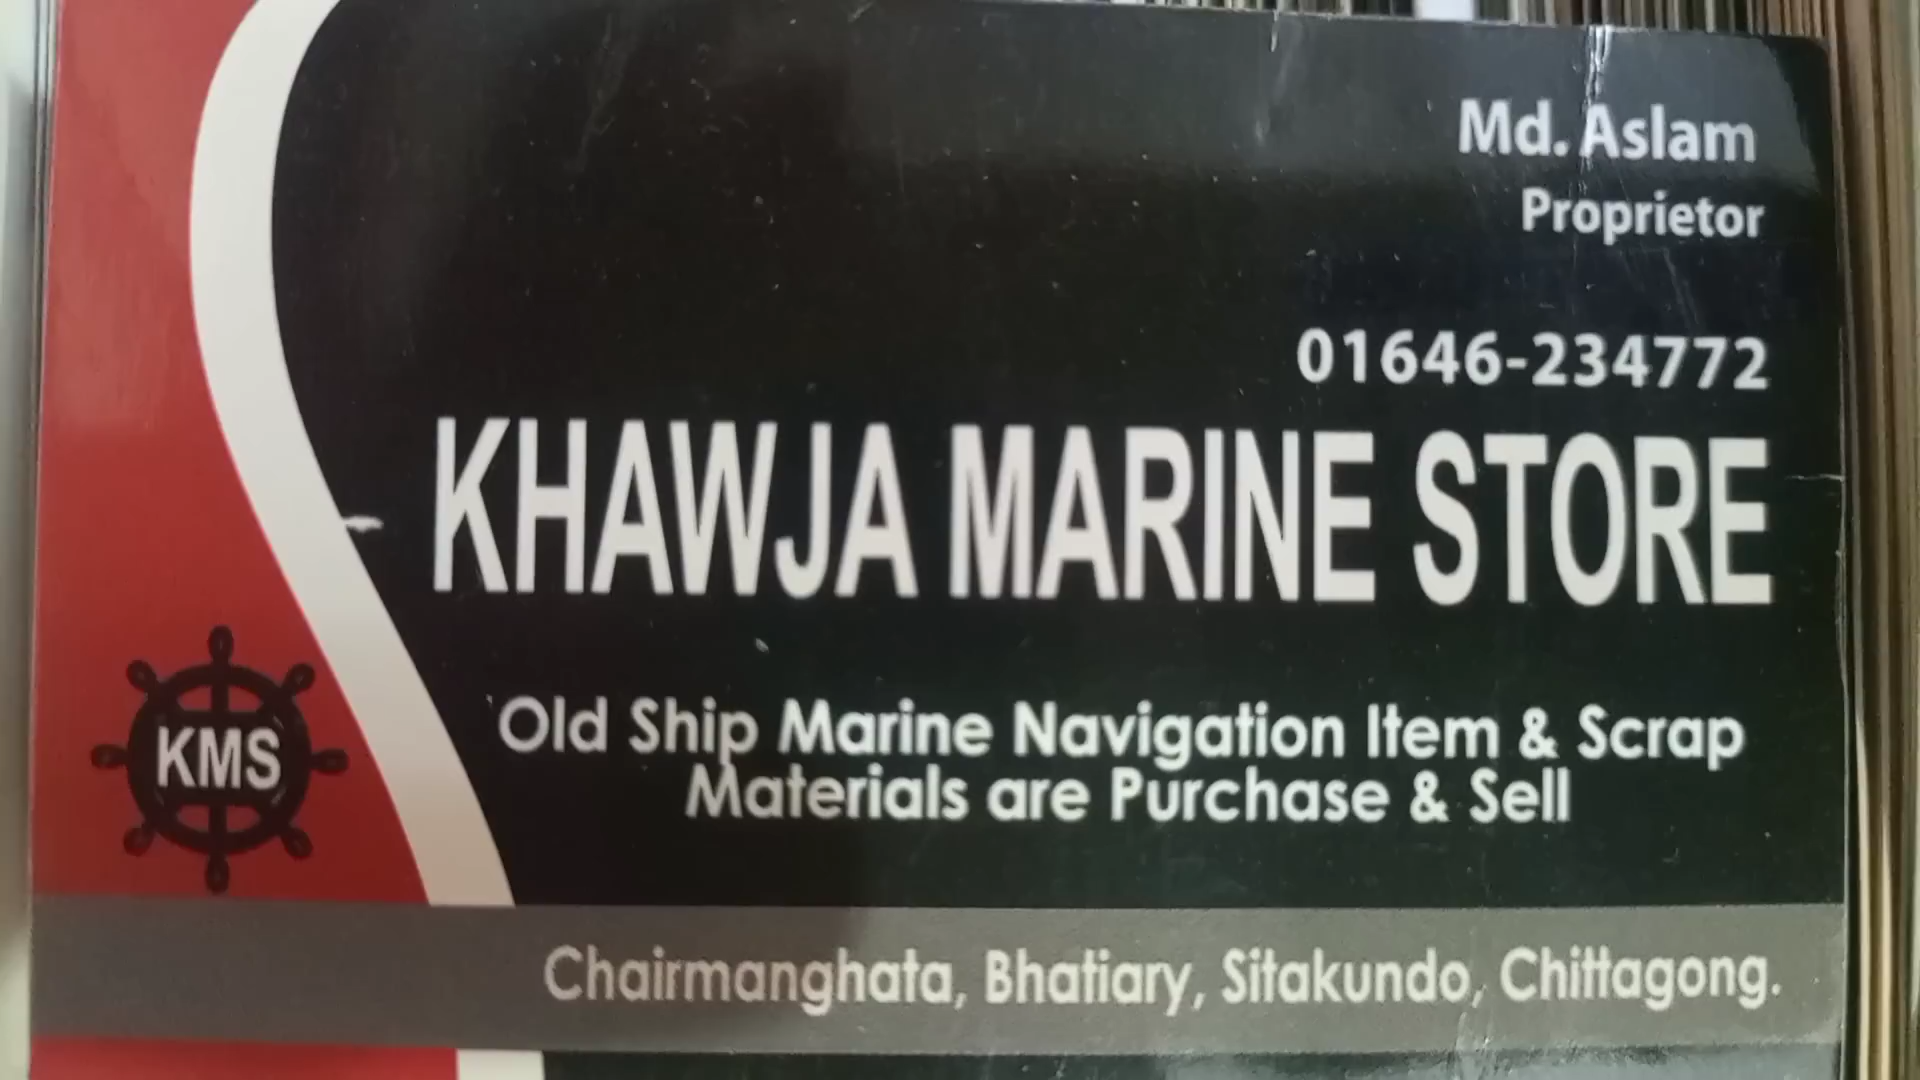 Md. Aslam
Proprietor
01646-234772
KHAWJA MARINE STORE
Old Ship Marine Navigation Item & Scrap
Materials are Purchase & Sell
KMS
Chairmanghata, Bhatiary, Sitakundo, Chittagong.